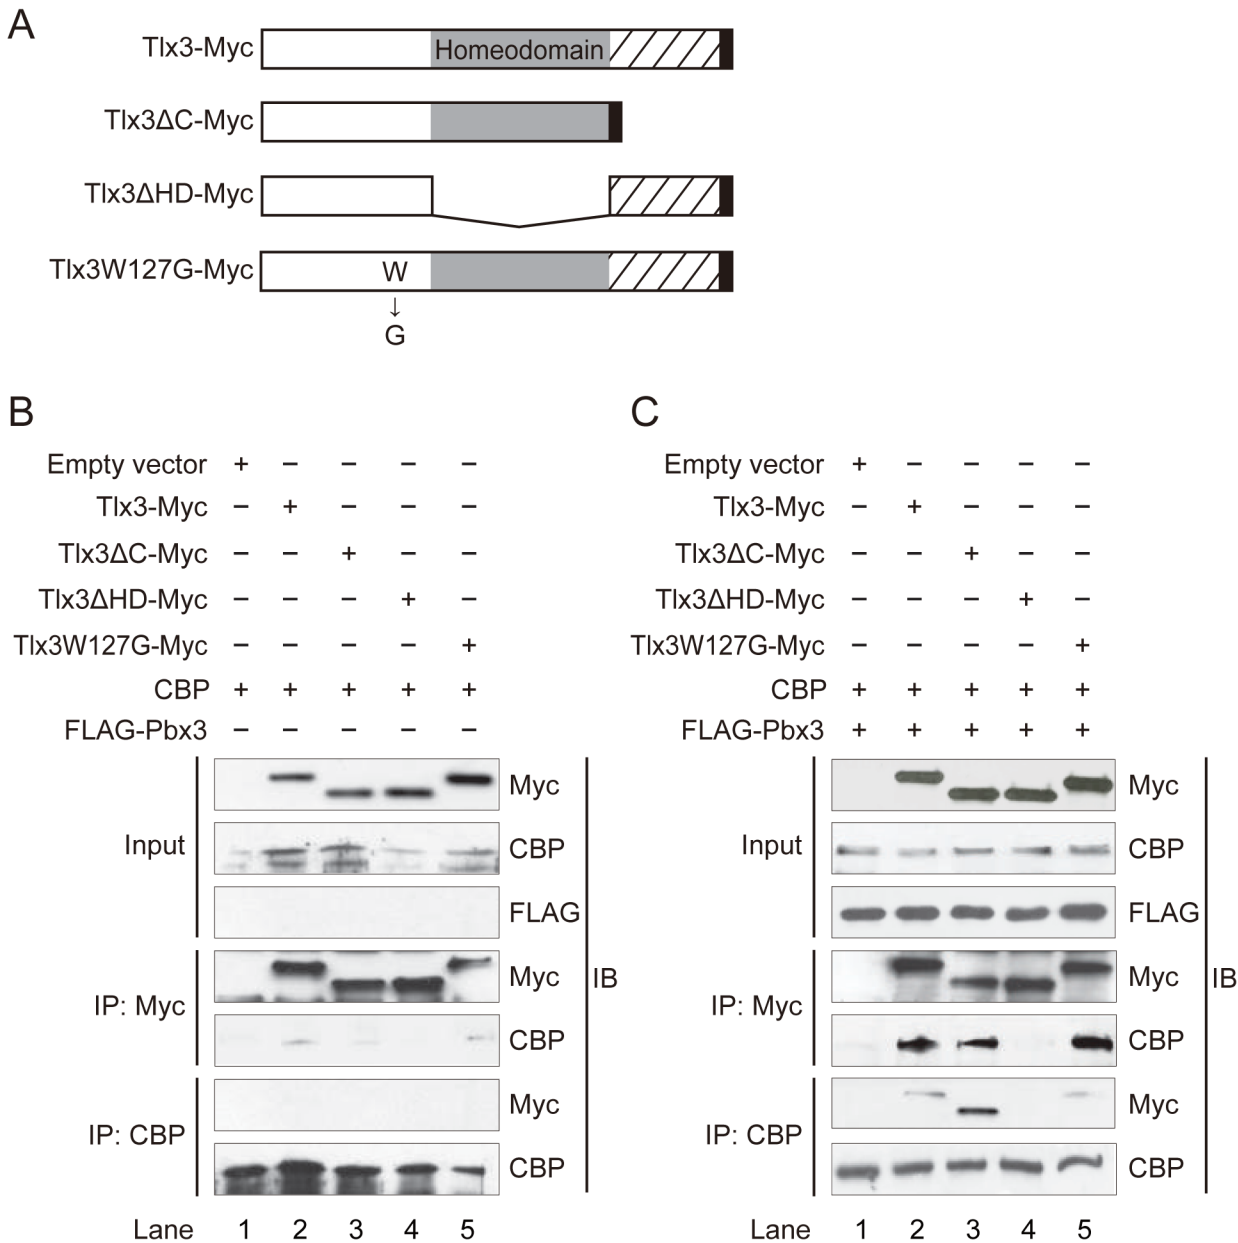 A
Tlx3-Myc
Homeodomain
Tlx3ΔC-Myc
Tlx3ΔHD-Myc
Tlx3W127G-Myc
W
↓
G
B
Empty vector + − − − −
Tlx3-Myc − + − − −
Tlx3ΔC-Myc − − + − −
Tlx3ΔHD-Myc − − − + −
Tlx3W127G-Myc − − − − +
CBP + + + + +
FLAG-Pbx3 − − − − −
Input
Myc
CBP
FLAG
IP: Myc
Myc
CBP
IP: CBP
Myc
CBP
IB
Lane 1 2 3 4 5
C
Empty vector + − − − −
Tlx3-Myc − + − − −
Tlx3ΔC-Myc − − + − −
Tlx3ΔHD-Myc − − − + −
Tlx3W127G-Myc − − − − +
CBP + + + + +
FLAG-Pbx3 + + + + +
Input
Myc
CBP
FLAG
IP: Myc
Myc
CBP
IP: CBP
Myc
CBP
IB
Lane 1 2 3 4 5